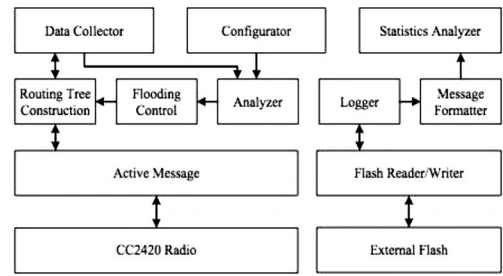 Data Collector
Configurator
Statistics Analyzer
Routing Tree
Construction
Flooding
Control
Analyzer
Logger
Message
Formatter
Active Message
Flash Reader/Writer
CC2420 Radio
External Flash